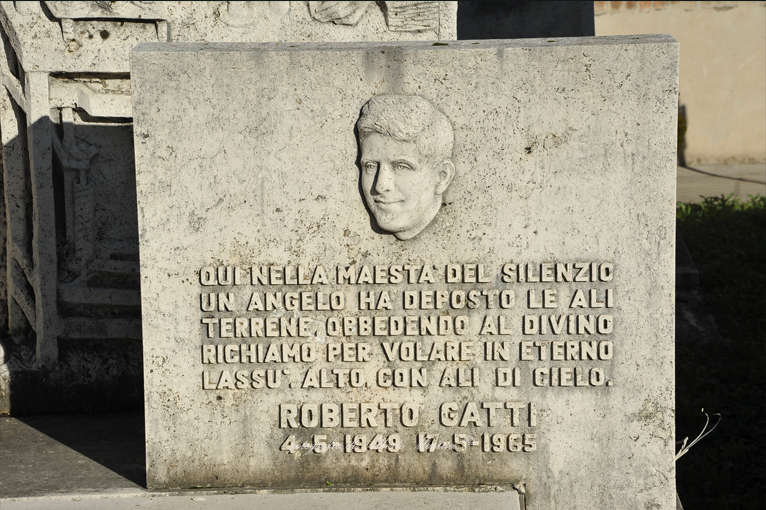 QUI NELLA MAESTA' DEL SILENZIO
UN ANGELO HA DEPOSTO LE ALI
TERRENE, OBBEDENDO AL DIVINO
RICHIAMO PER VOLARE IN ETERNO
LASSU', ALTO, CON ALI DI CIELO.
ROBERTO GATTI
4-5-1949 17-5-1965